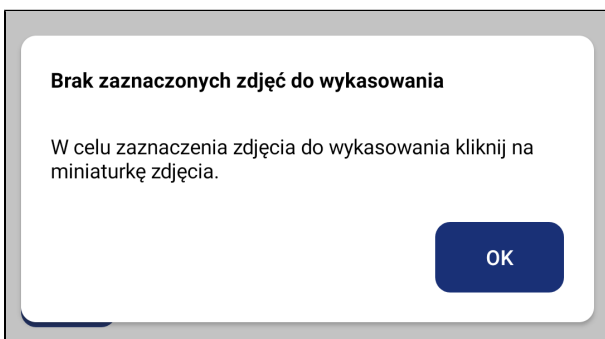 Brak zaznaczonych zdjęć do wykasowania
W celu zaznaczenia zdjęcia do wykasowania kliknij na
miniaturkę zdjęcia.
OK